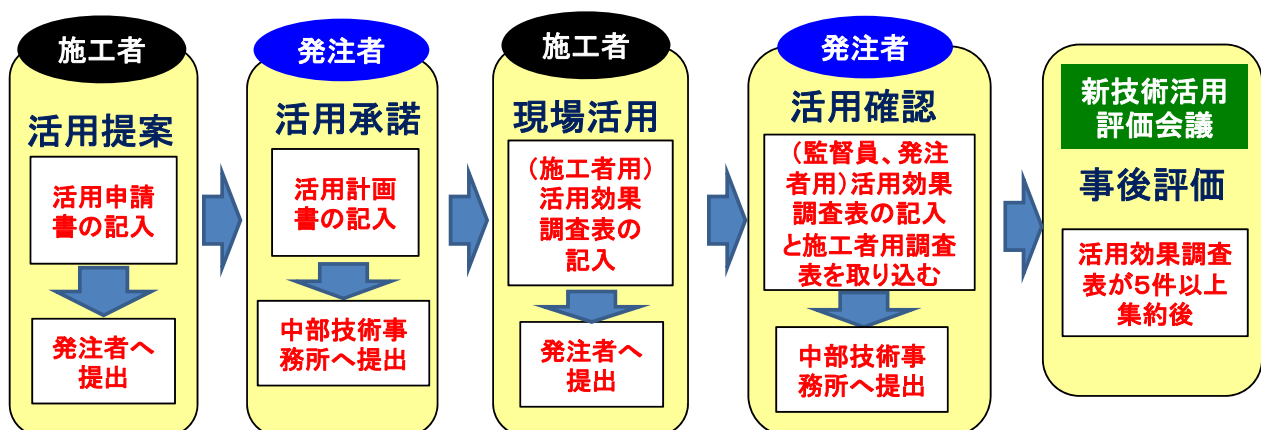 施工者
活用提案
活用申請
書の記入
発注者へ
提出
発注者
活用承諾
活用計画
書の記入
中部技術事
務所へ提出
施工者
現場活用
（施工者用）
活用効果
調査表の
記入
発注者へ
提出
発注者
活用確認
（監督員、発注
者用）活用効果
調査表の記入
と施工者用調査
表を取り込む
中部技術事
務所へ提出
新技術活用
評価会議
事後評価
活用効果調査
表が５件以上
集約後